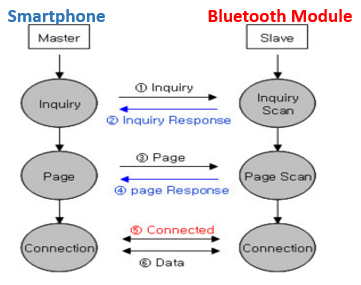 Smartphone
Bluetooth Module
Master
Slave
① Inquiry
Inquiry
Inquiry
Scan
② Inquiry Response
③ Page
Page
Page Scan
④ page Response
⑤ Connected
Connection
Connection
⑥ Data